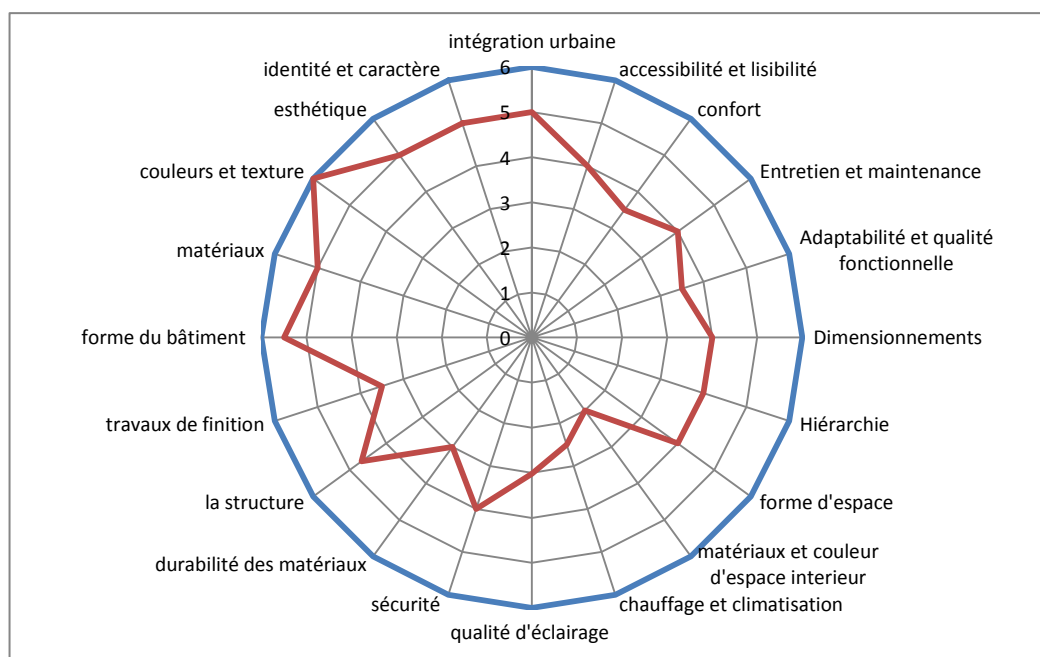 intégration urbaine
accessibilité et lisibilité
confort
Entretien et maintenance
Adaptabilité et qualité
fonctionnelle
Dimensionnements
Hiérarchie
forme d'espace
matériaux et couleur
d'espace interieur
chauffage et climatisation
qualité d'éclairage
sécurité
durabilité des matériaux
la structure
travaux de finition
forme du bâtiment
matériaux
couleurs et texture
esthétique
identité et caractère
6
5
4
3
2
1
0